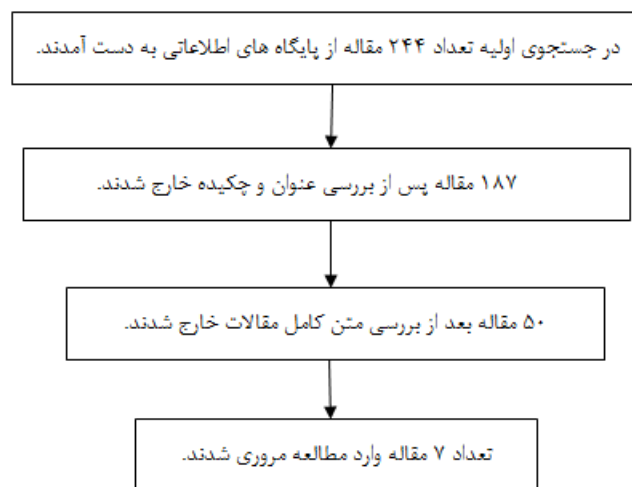 در جستجوی اولیه تعداد ۲۴۴ مقاله از پایگاه های اطلاعاتی به دست آمدند.
۱۸۷ مقاله پس از بررسی عنوان و چکیده خارج شدند.
۵۰ مقاله بعد از بررسی متن کامل مقالات خارج شدند.
تعداد ۷ مقاله وارد مطالعه مروری شدند.